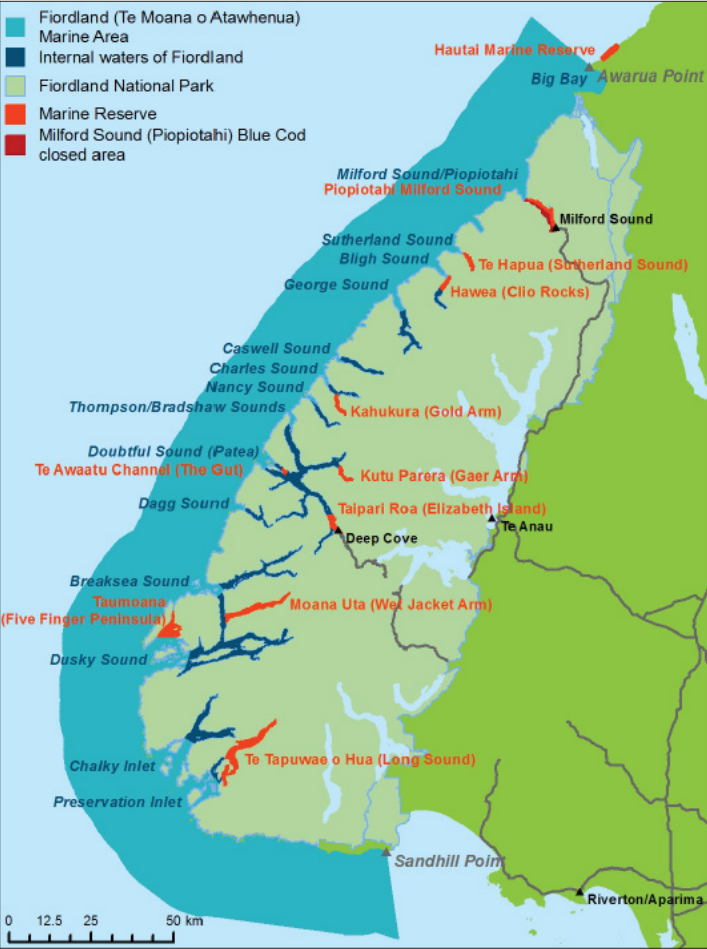 Fiordland (Te Moana o Atawhenua)
Marine Area
Internal waters of Fiordland
Fiordland National Park
Marine Reserve
Milford Sound (Piopiotalhi) Blue Cod
closed area
Hautai Marine Reserve
Big Bay
Awarua Point
Milford Sound/Piopiotahi
Piopiotahi Milford Sound
Milford Sound
Sutherland Sound
Bligh Sound
Te Hapua (Sutherland Sound)
George Sound
Hawea (Clio Rocks)
Caswell Sound
Charles Sound
Nancy Sound
Thompson/Bradshaw Sounds
Kahukura (Gold Arm)
Doubtful Sound (Patea)
Te Awaatu Channel (The Gut)
Kutu Parera (Gaer Arm)
Dagg Sound
Taipari Roa (Elizabeth Island)
Te Anau
Deep Cove
Breaksea Sound
Taumoana
(Five Finger Peninsula)
Moana Uta (Wet Jacket Arm)
Dusky Sound
Te Tapuwae o Hua (Long Sound)
Chalky Inlet
Preservation Inlet
Sandhill Point
Riverton/Aparima
0 12.5 25 50 km